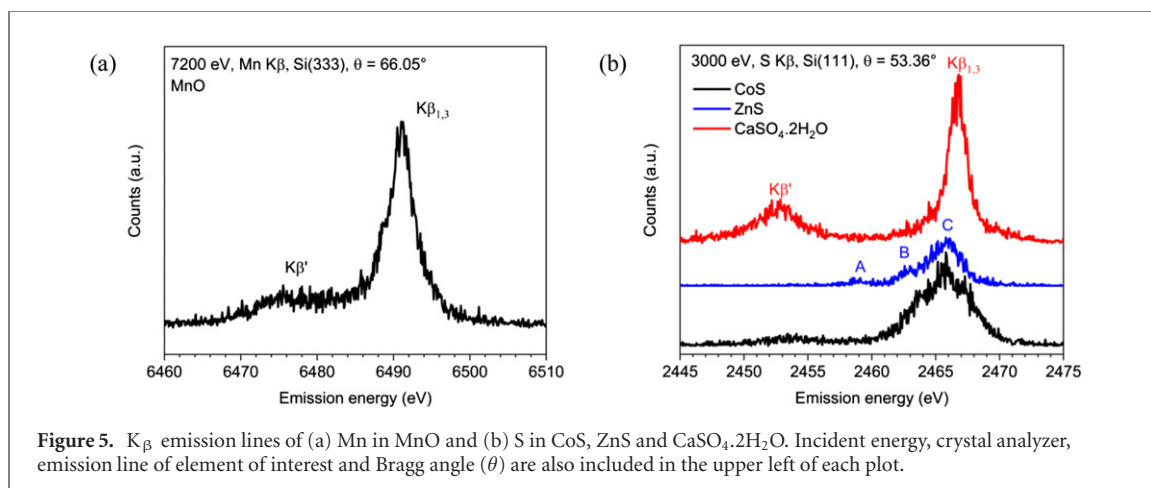 (a)
7200 eV, Mn Kβ, Si(333), θ = 66.05°
MnO
Kβ1,3
Kβ'
Counts (a.u.)
6460 6470 6480 6490 6500 6510
Emission energy (eV)
(b)
3000 eV, S Kβ, Si(111), θ = 53.36°
Kβ1,3
CoS
ZnS
CaSO4.2H2O
Kβ'
C
B
A
Counts (a.u.)
2445 2450 2455 2460 2465 2470 2475
Emission energy (eV)
Figure 5. Kβ emission lines of (a) Mn in MnO and (b) S in CoS, ZnS and CaSO4.2H2O. Incident energy, crystal analyzer,
emission line of element of interest and Bragg angle (θ) are also included in the upper left of each plot.